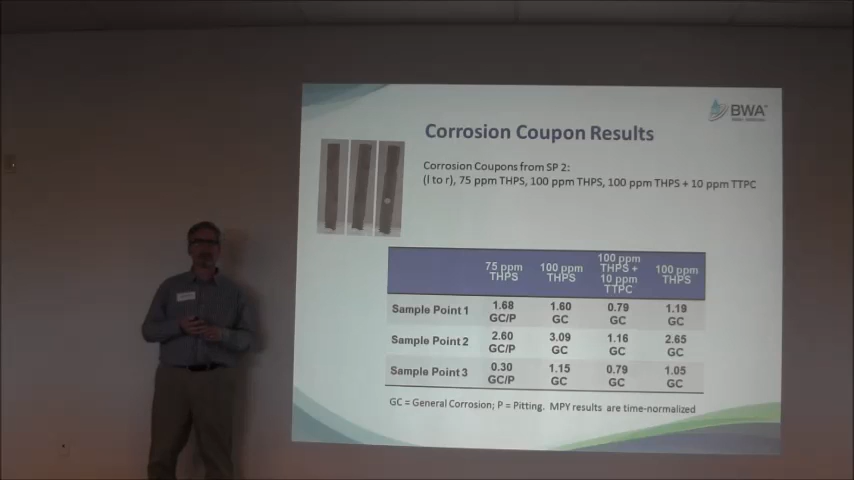 BWA
Corrosion Coupon Results
Corrosion Coupons from SP 2:
(l to r), 75 ppm THPS, 100 ppm THPS, 100 ppm THPS + 10 ppm TTPC
75 ppm THPS 100 ppm THPS 100 ppm THPS + 10 ppm TTPC 100 ppm THPS
Sample Point 1 1.68 GC/P 1.60 GC 0.79 GC 1.19 GC
Sample Point 2 2.60 GC/P 3.09 GC 1.16 GC 2.65 GC
Sample Point 3 0.30 GC/P 1.15 GC 0.79 GC 1.05 GC
GC = General Corrosion; P = Pitting. MPY results are time-normalized